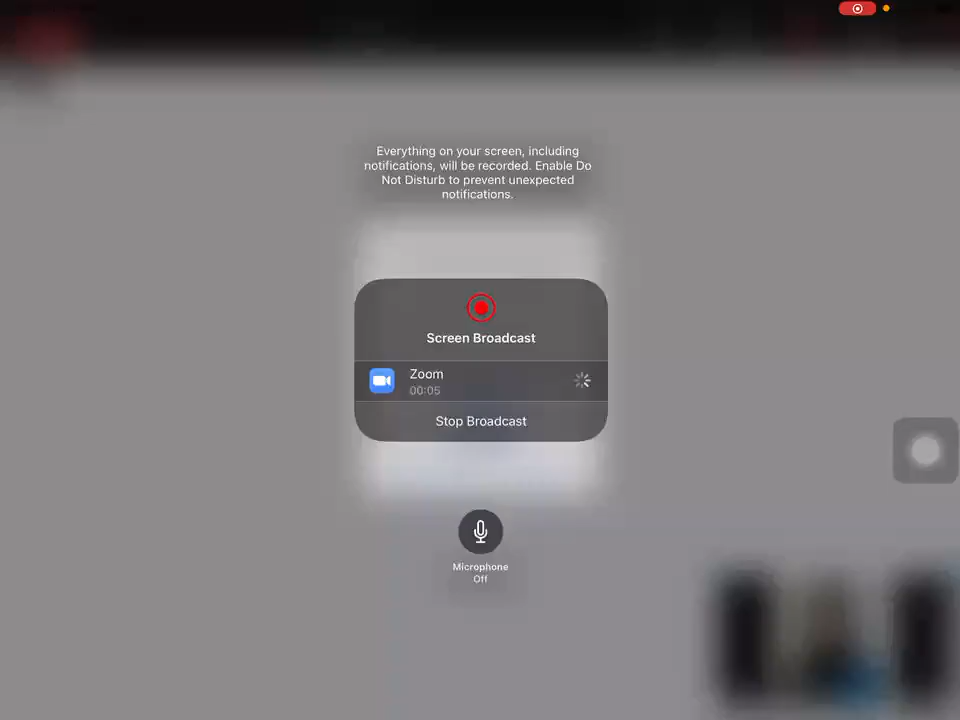 Everything on your screen, including
notifications, will be recorded. Enable Do
Not Disturb to prevent unexpected
notifications.
Screen Broadcast
Zoom
00:05
Stop Broadcast
Microphone
Off